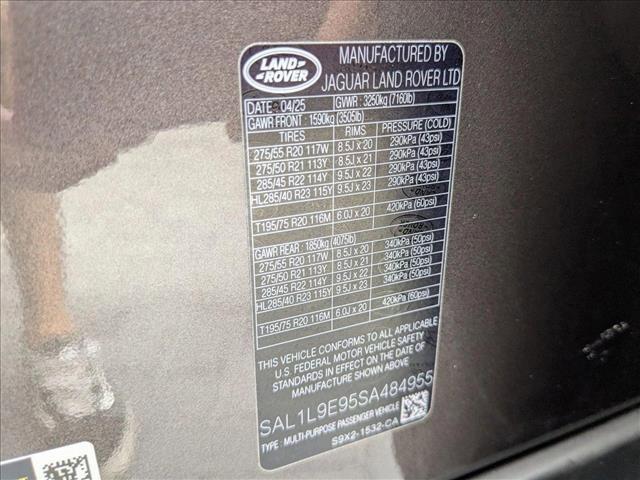 LAND ROVER
MANUFACTURED BY
JAGUAR LAND ROVER LTD
DATE: 04/25 GVWR : 3250kg (7160lb)
GAWR FRONT : 1590kg (3505lb)
TIRES RIMS PRESSURE (COLD)
275/55 R20 117W 8.5J x 20 290kPa (43psi)
275/50 R21 113Y 8.5J x 21 290kPa (43psi)
285/45 R22 114Y 9.5J x 22 290kPa (43psi)
HL285/40 R23 115Y 9.5J x 23 290kPa (43psi)
T195/75 R20 116M 6.0J x 20 420kPa (60psi)
GAWR REAR : 1850kg (4075lb)
275/55 R20 117W 8.5J x 20 340kPa (50psi)
275/50 R21 113Y 8.5J x 21 340kPa (50psi)
285/45 R22 114Y 9.5J x 22 340kPa (50psi)
HL285/40 R23 115Y 9.5J x 23 340kPa (50psi)
T195/75 R20 116M 6.0J x 20 420kPa (60psi)
THIS VEHICLE CONFORMS TO ALL APPLICABLE
U.S. FEDERAL MOTOR VEHICLE SAFETY
STANDARDS IN EFFECT ON THE DATE OF
MANUFACTURE SHOWN ABOVE
SAL1L9E95SA484955
TYPE : MULTI-PURPOSE PASSENGER VEHICLE
S9X2-1532-CA